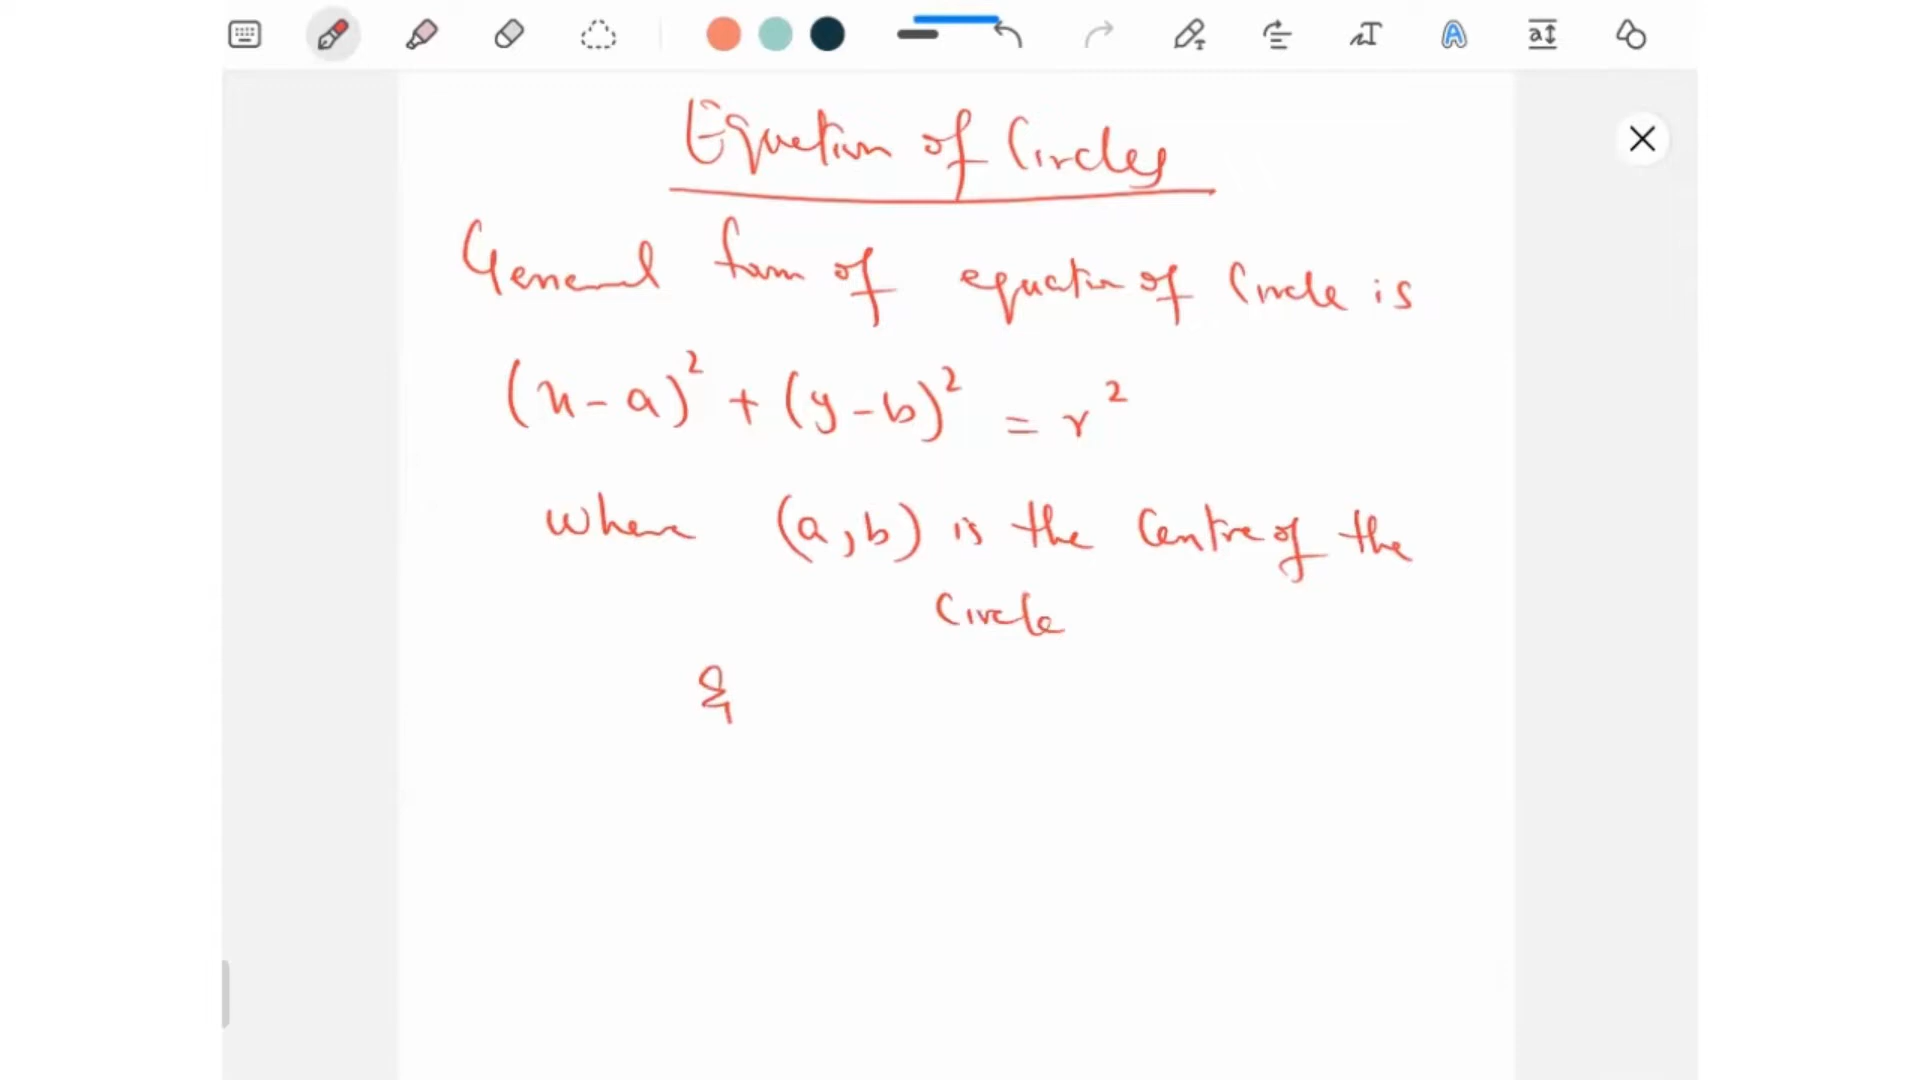 Equation of Circles
General form of equation of Circle is
(x-a)² + (y-b)² = r²
where (a,b) is the Centre of the
Circle
&